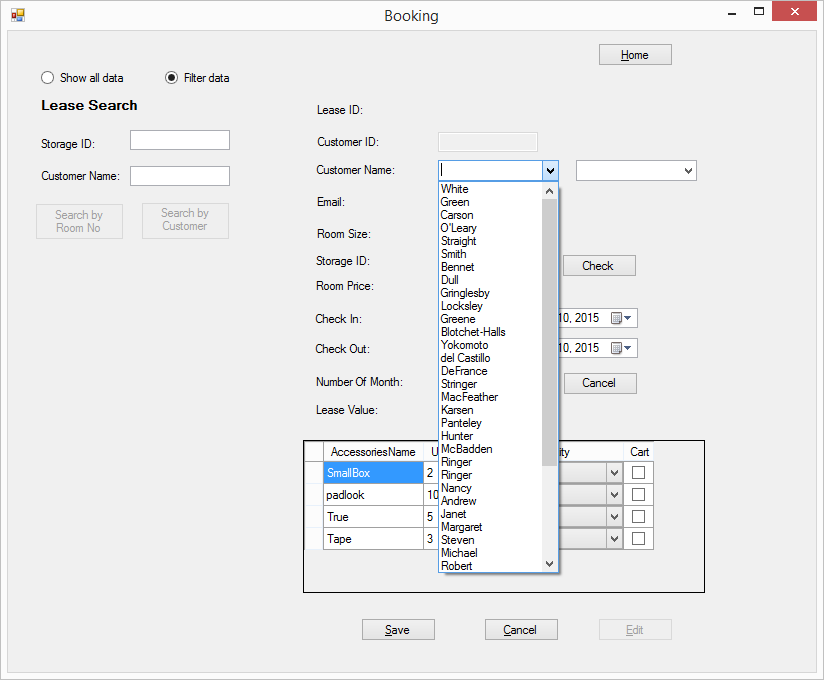 Booking
Home
Show all data
Filter data
Lease Search
Lease ID:
Storage ID:
Customer ID:
Customer Name:
Customer Name:
Search by
Room No
Search by
Customer
Email:
Room Size:
Storage ID:
Check
Room Price:
Check In:
10, 2015
Check Out:
10, 2015
Number Of Month:
Cancel
Lease Value:
White
Green
Carson
O'Leary
Straight
Smith
Bennet
Dull
Gringlesby
Locksley
Greene
Blotchet-Halls
Yokomoto
del Castillo
DeFrance
Stringer
MacFeather
Karsen
Panteley
Hunter
McBadden
Ringer
Ringer
Nancy
Andrew
Janet
Margaret
Steven
Michael
Robert
AccessoriesName U ity Cart
SmallBox 2
padlook 10
True 5
Tape 3
Save
Cancel
Edit